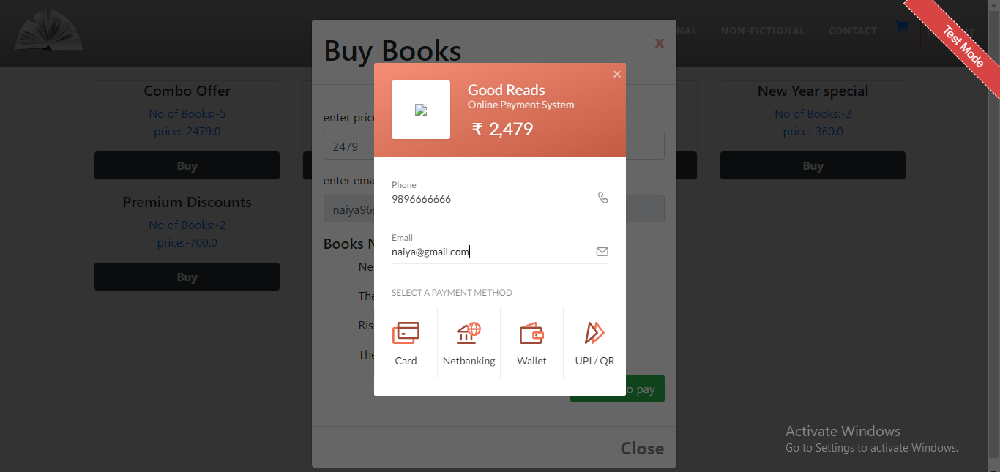 NAL NON-FICTIONAL CONTACT
Test Mode
Buy Books
x
Combo Offer
No of Books:-5
price:-2479.0
Buy
New Year special
No of Books:-2
price:-360.0
Buy
Premium Discounts
No of Books:-2
price:-700.0
Buy
enter pric
2479
enter ema
naiya96
Books N
Ne
The
Ris
The
o pay
Close
Good Reads
Online Payment System
₹ 2,479
Phone
9896666666
Email
naiya@gmail.com
SELECT A PAYMENT METHOD
Card Netbanking Wallet UPI / QR
Activate Windows
Go to Settings to activate Windows.